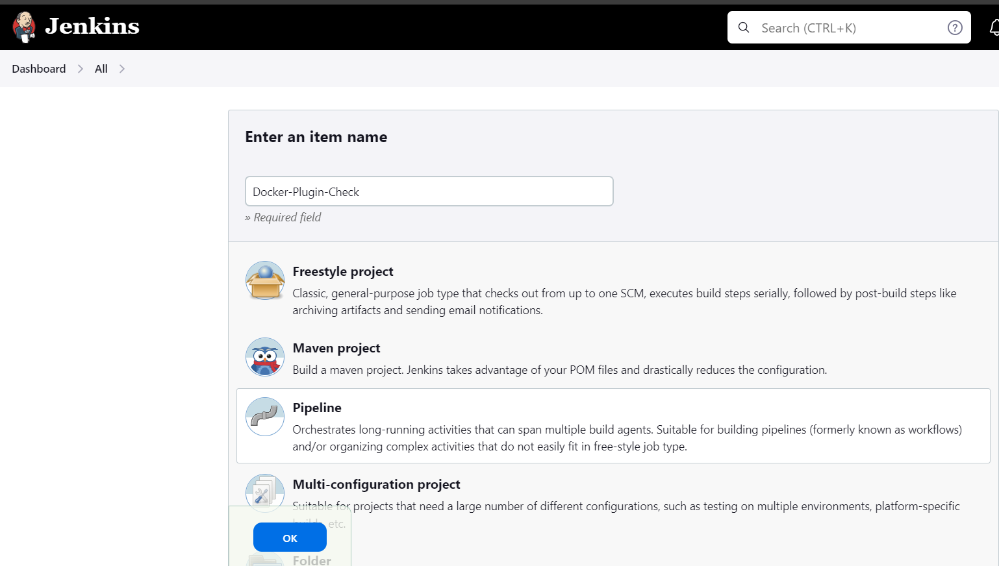 Jenkins
Search (CTRL+K)
Dashboard
All
Enter an item name
Docker-Plugin-Check
» Required field
Freestyle project
Classic, general-purpose job type that checks out from up to one SCM, executes build steps serially, followed by post-build steps like
archiving artifacts and sending email notifications.
Maven project
Build a maven project. Jenkins takes advantage of your POM files and drastically reduces the configuration.
Pipeline
Orchestrates long-running activities that can span multiple build agents. Suitable for building pipelines (formerly known as workflows)
and/or organizing complex activities that do not easily fit in free-style job type.
Multi-configuration project
Suitable for projects that need a large number of different configurations, such as testing on multiple environments, platform-specific
builds, etc.
OK
Folder